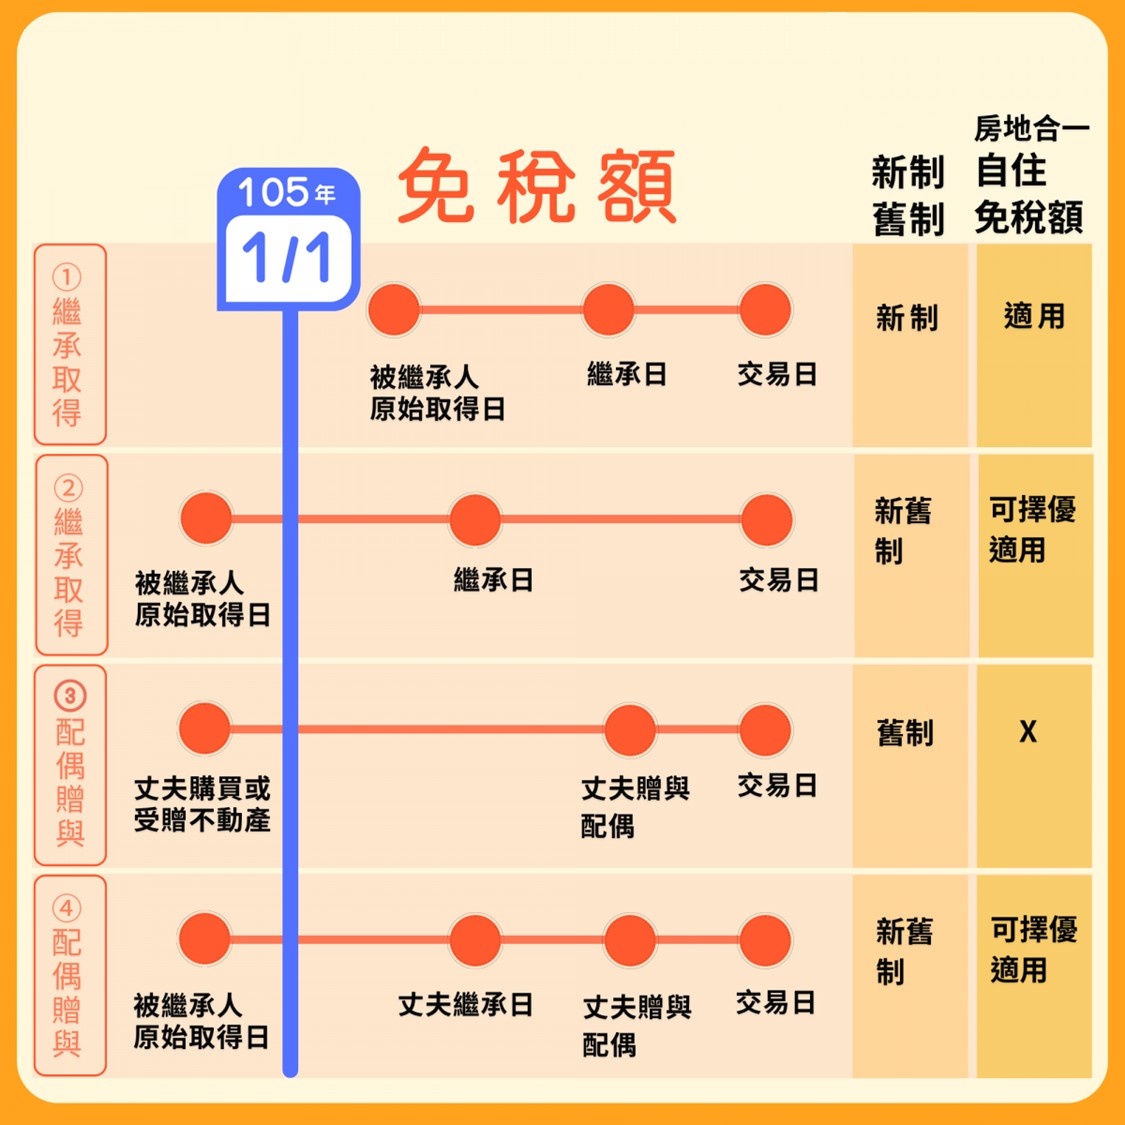 105年
1/1
免稅額
新制
舊制
房地合一
自住
免稅額
①繼承取得
被繼承人
原始取得日
繼承日
交易日
新制
適用
②繼承取得
被繼承人
原始取得日
繼承日
交易日
新舊
制
可擇優
適用
③配偶贈與
丈夫購買或
受贈不動產
丈夫贈與
配偶
交易日
舊制
X
④配偶贈與
被繼承人
原始取得日
丈夫繼承日
丈夫贈與
配偶
交易日
新舊
制
可擇優
適用